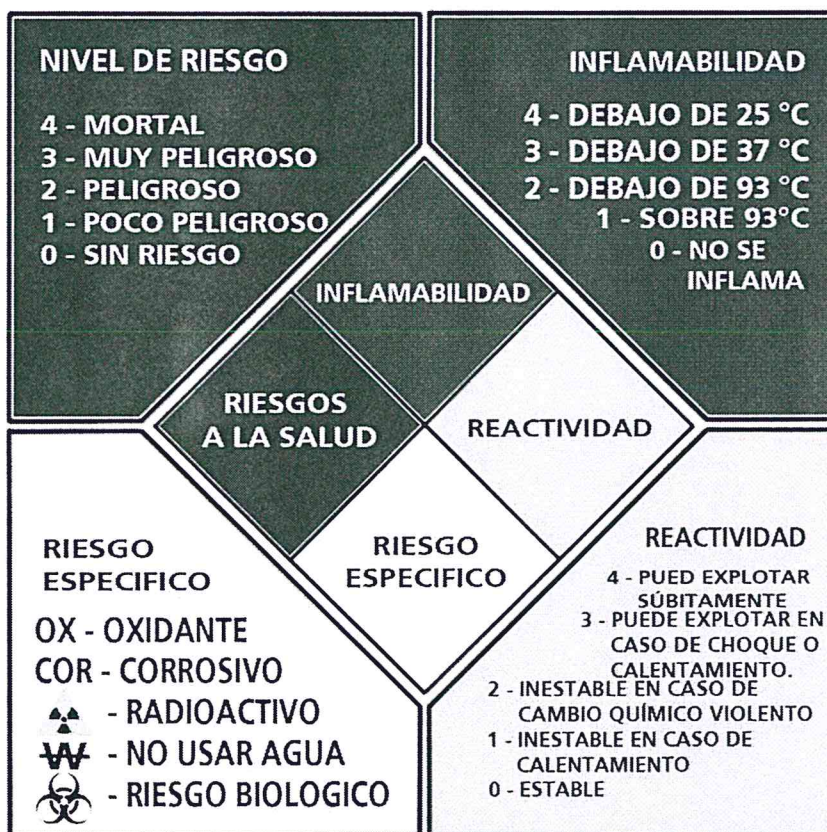 NIVEL DE RIESGO
4 - MORTAL
3 - MUY PELIGROSO
2 - PELIGROSO
1 - POCO PELIGROSO
0 - SIN RIESGO
INFLAMABILIDAD
4 - DEBAJO DE 25 °C
3 - DEBAJO DE 37 °C
2 - DEBAJO DE 93 °C
1 - SOBRE 93°C
0 - NO SE
INFLAMA
INFLAMABILIDAD
RIESGOS
A LA SALUD
REACTIVIDAD
RIESGO
ESPECIFICO
RIESGO
ESPECIFICO
OX - OXIDANTE
COR - CORROSIVO
- RADIOACTIVO
W - NO USAR AGUA
- RIESGO BIOLOGICO
REACTIVIDAD
4 - PUED EXPLOTAR
SÚBITAMENTE
3 - PUEDE EXPLOTAR EN
CASO DE CHOQUE O
CALENTAMIENTO.
2 - INESTABLE EN CASO DE
CAMBIO QUÍMICO VIOLENTO
1 - INESTABLE EN CASO DE
CALENTAMIENTO
0 - ESTABLE